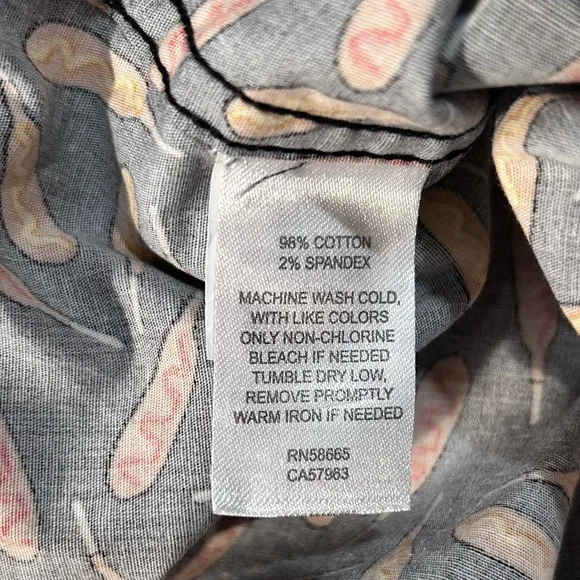 98% COTTON
2% SPANDEX
MACHINE WASH COLD,
WITH LIKE COLORS
ONLY NON-CHLORINE
BLEACH IF NEEDED
TUMBLE DRY LOW,
REMOVE PROMPTLY
WARM IRON IF NEEDED
RN58665
CA57963